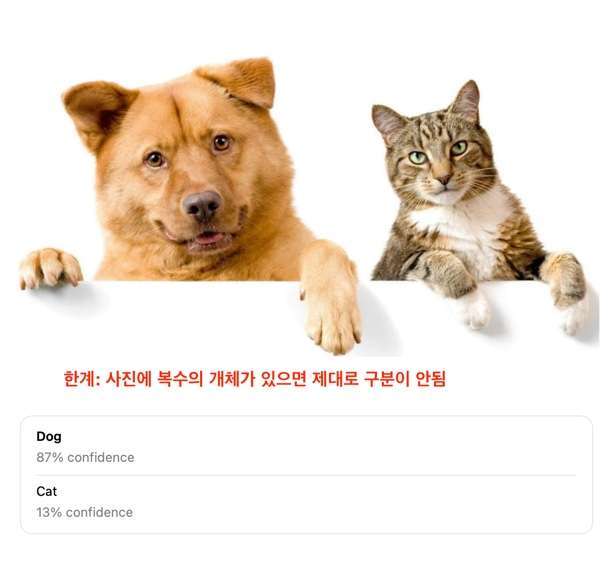 한계: 사진에 복수의 개체가 있으면 제대로 구분이 안됨
Dog
87% confidence
Cat
13% confidence